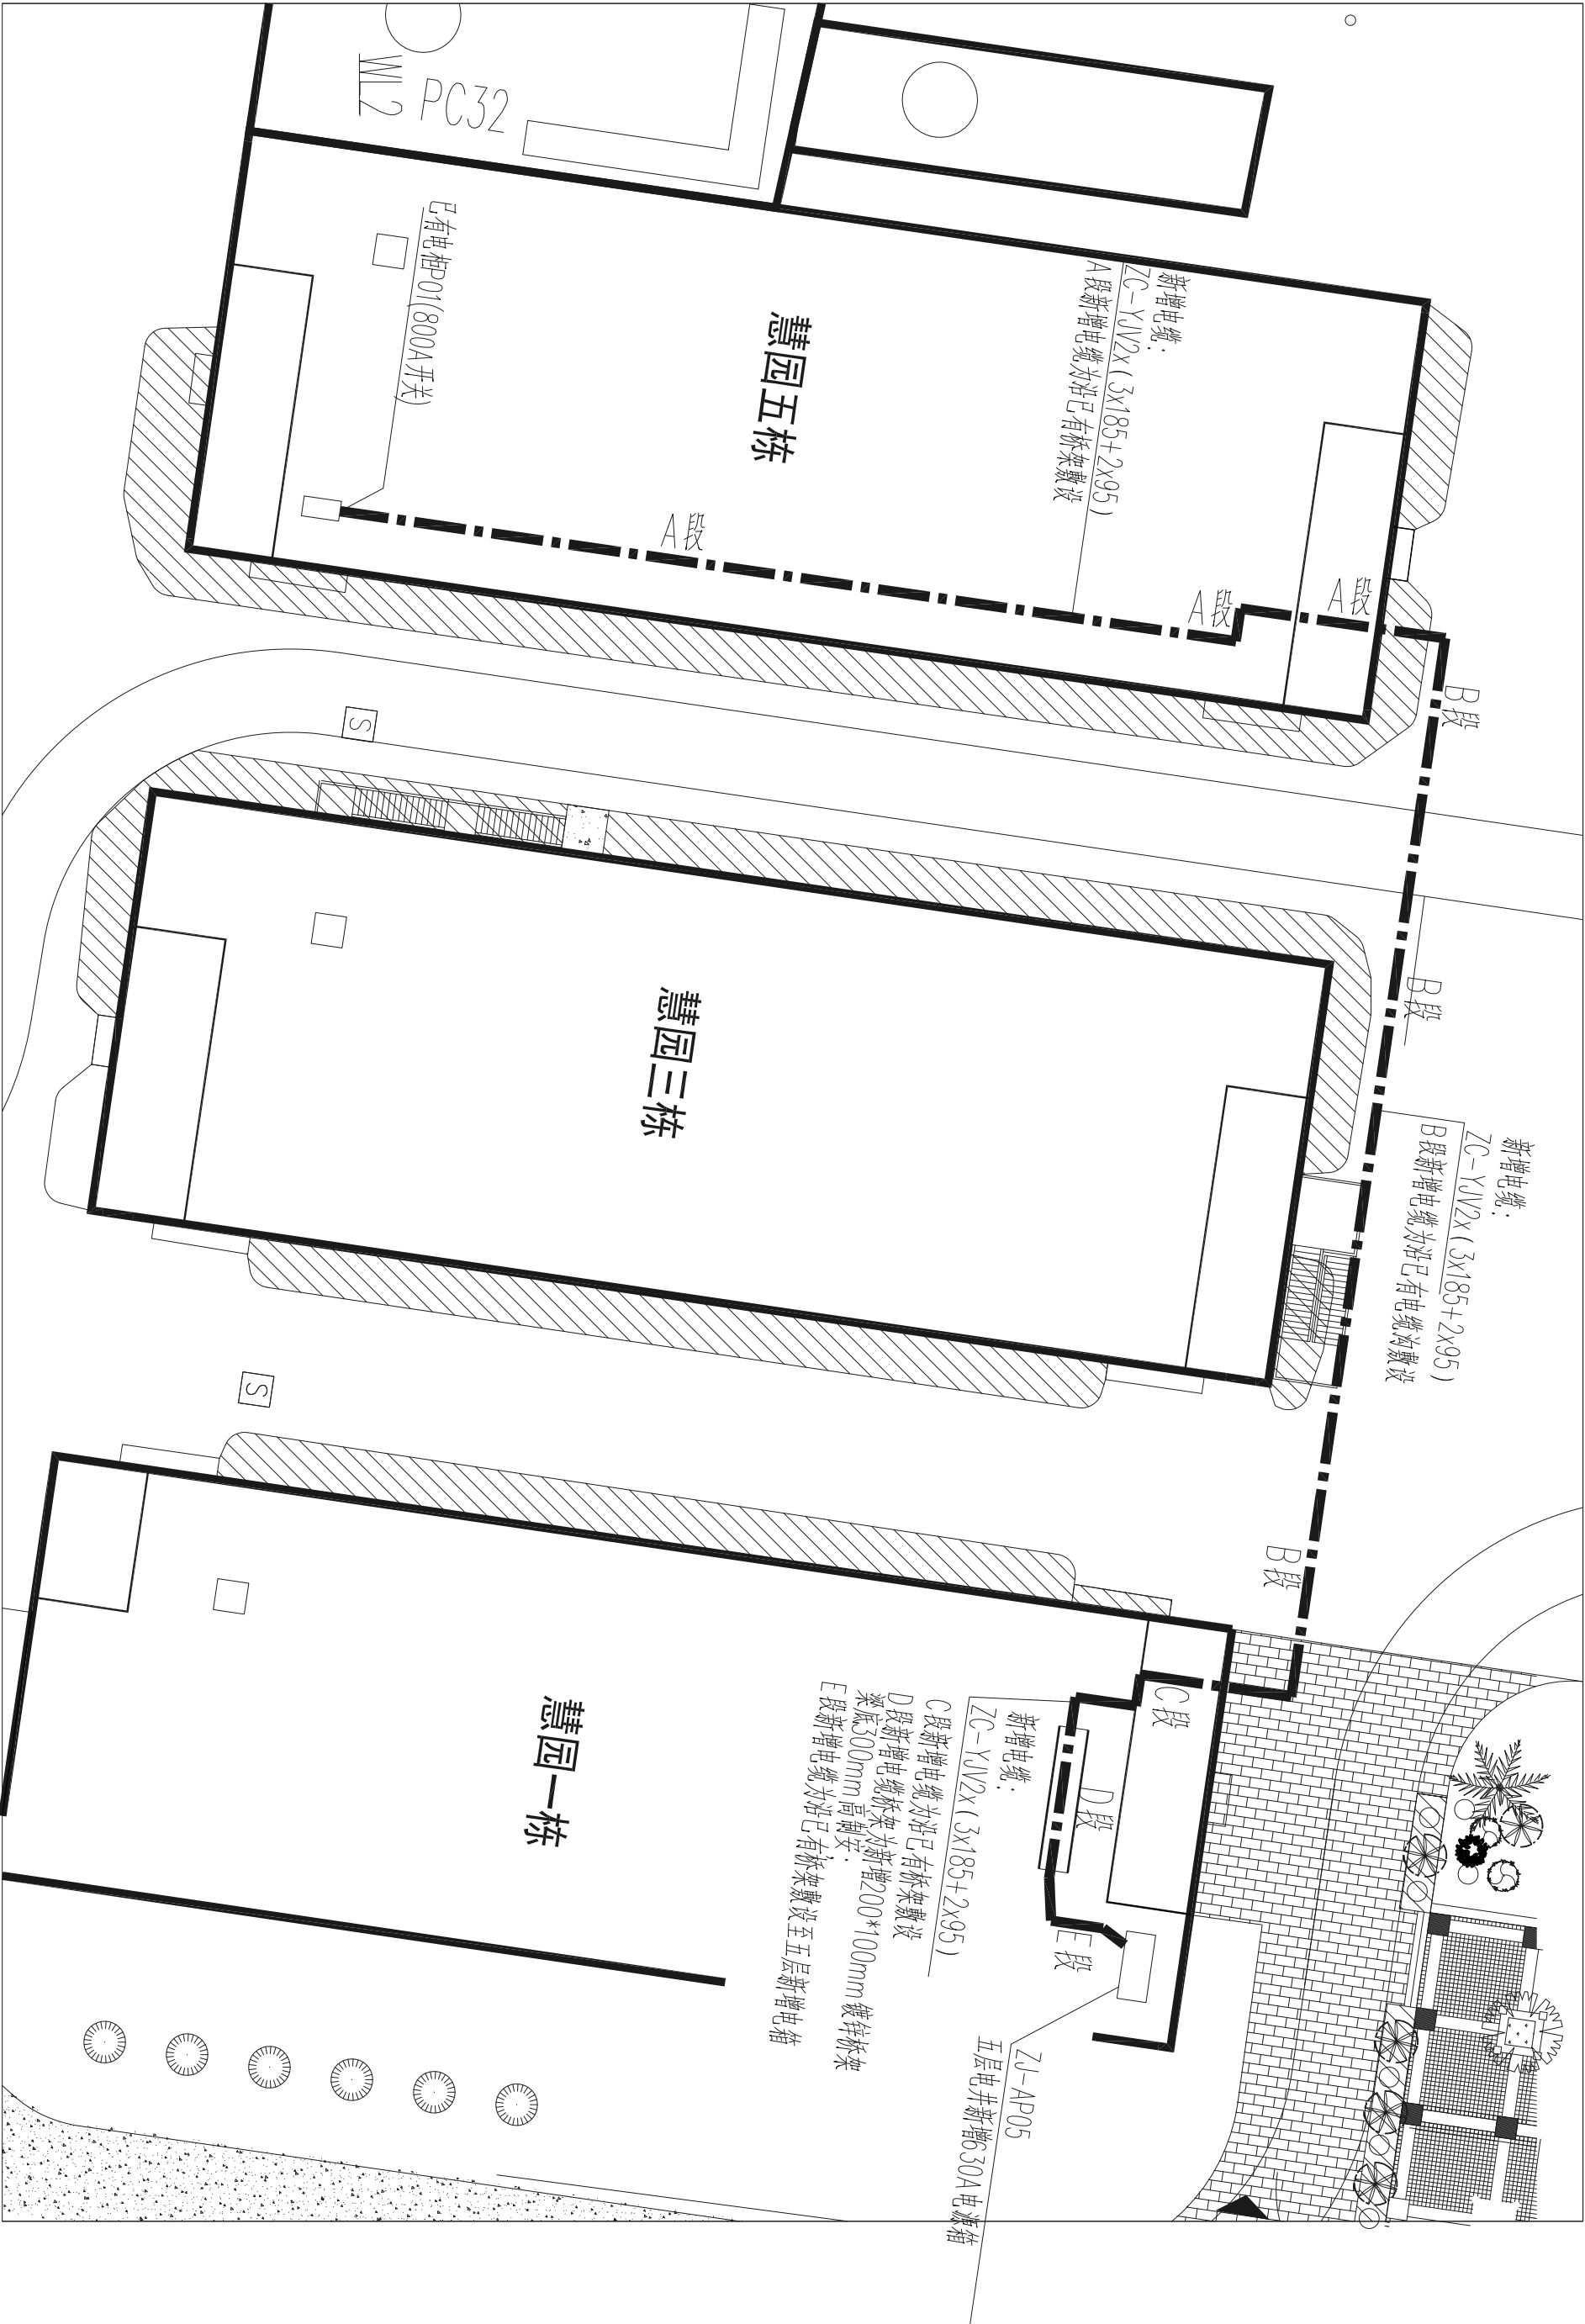 WL2 PC32
已有电柜P01(800A开关)
慧园五栋
新增电缆:
ZC-YJV2x(3x185+2x95)
A段新增电缆为沿已有桥架敷设
A段
A段
A段
B段
S
慧园三栋
B段
新增电缆:
ZC-YJV2x(3x185+2x95)
B段新增电缆为沿已有电缆沟敷设
S
B段
慧园一栋
C段
D段
E段
新增电缆:
ZC-YJV2x(3x185+2x95)
C段新增电缆为沿已有桥架敷设
D段新增电缆桥架为新增200*100mm镀锌桥架
梁底300mm高制安.
E段新增电缆为沿已有桥架敷设至五层新增电箱
ZJ-AP05
五层电井新增630A电源箱